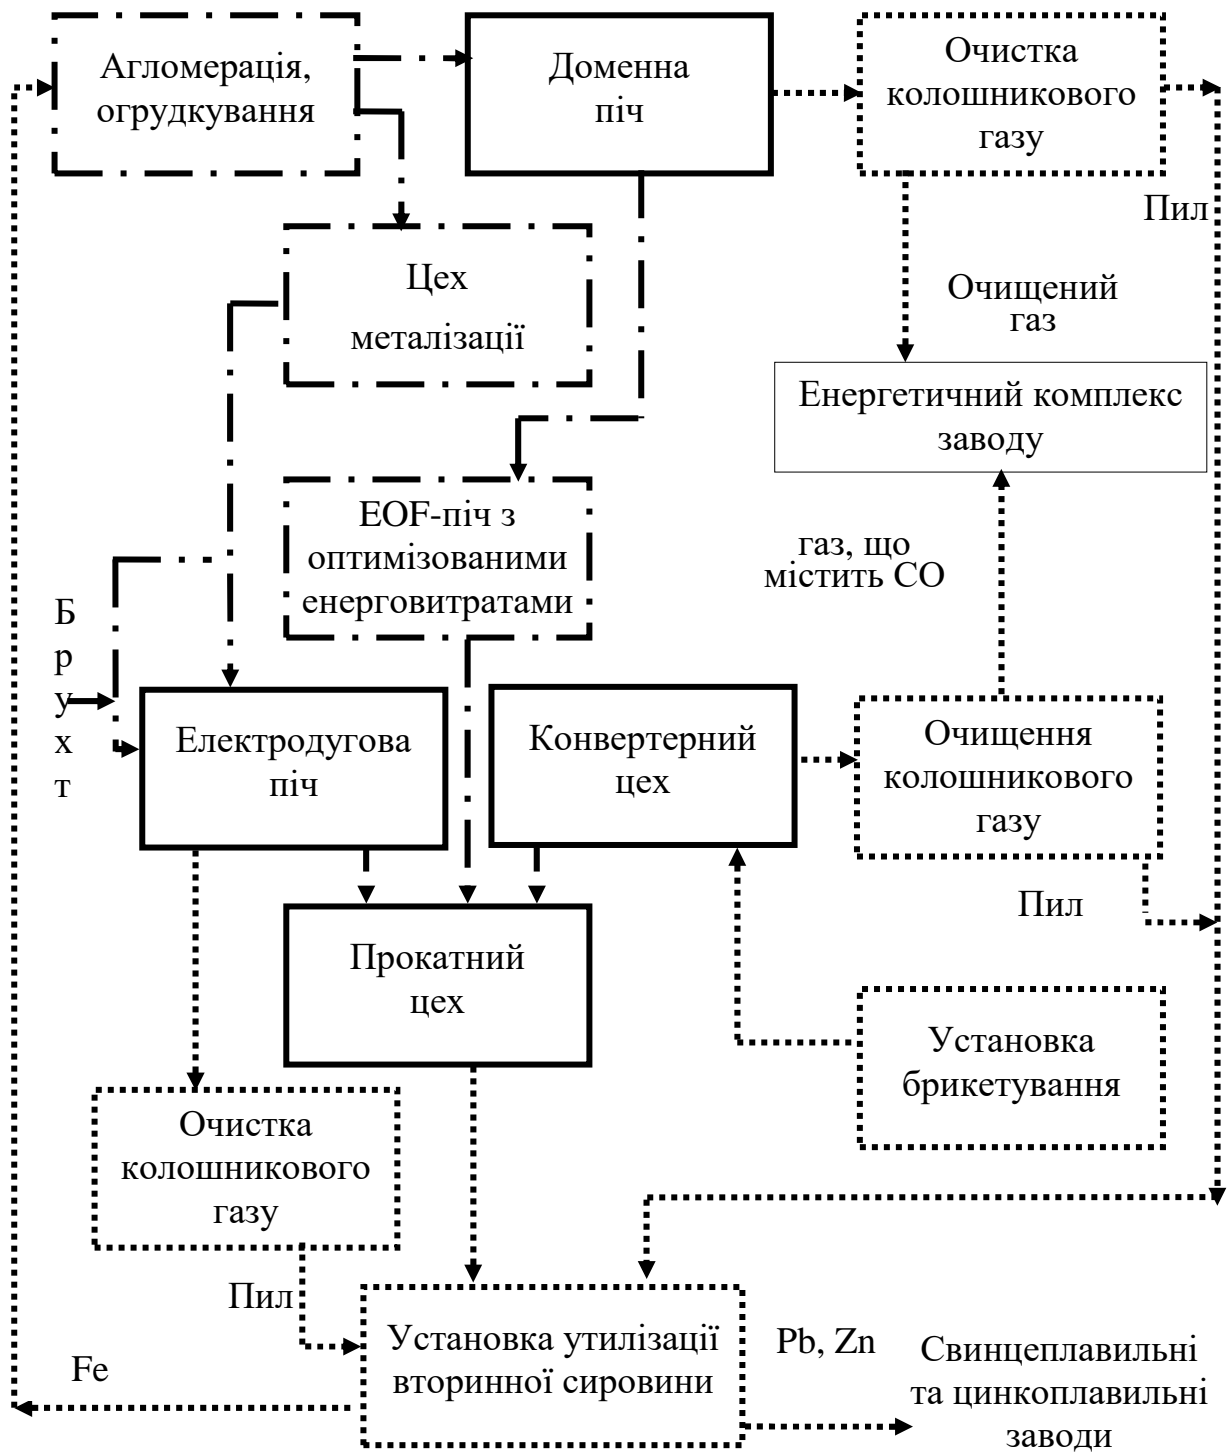 Агломерація,
огрудкування
Доменна
піч
Очистка
колошникового
газу
Пил
Цех
металізації
Очищений
газ
Енергетичний комплекс
заводу
EOF-піч з
оптимізованими
енерговитратами
газ, що
містить СО
Б
р
у
х
т
Електродугова
піч
Конвертерний
цех
Очищення
колошникового
газу
Пил
Прокатний
цех
Установка
брикетування
Очистка
колошникового
газу
Пил
Установка утилізації
вторинної сировини
Fe
Pb, Zn
Свинцеплавильні
та цинкоплавильні
заводи